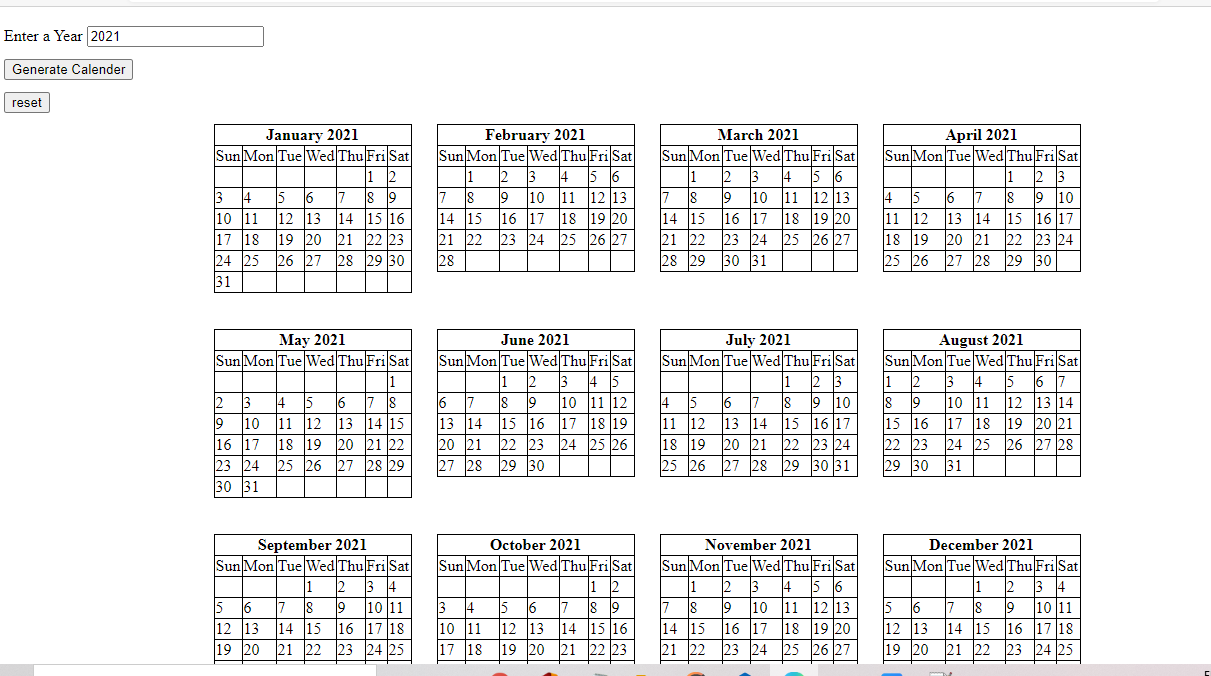 Enter a Year 2021
Generate Calender
reset
January 2021 February 2021 March 2021 April 2021
Sun Mon Tue Wed Thu Fri Sat Sun Mon Tue Wed Thu Fri Sat Sun Mon Tue Wed Thu Fri Sat Sun Mon Tue Wed Thu Fri Sat
1 2 1 2 3 4 5 6 1 2 3 4 5 6 1 2 3
3 4 5 6 7 8 9 7 8 9 10 11 12 13 7 8 9 10 11 12 13 4 5 6 7 8 9 10
10 11 12 13 14 15 16 14 15 16 17 18 19 20 14 15 16 17 18 19 20 11 12 13 14 15 16 17
17 18 19 20 21 22 23 21 22 23 24 25 26 27 21 22 23 24 25 26 27 18 19 20 21 22 23 24
24 25 26 27 28 29 30 28 28 29 30 31 25 26 27 28 29 30
31
May 2021 June 2021 July 2021 August 2021
Sun Mon Tue Wed Thu Fri Sat Sun Mon Tue Wed Thu Fri Sat Sun Mon Tue Wed Thu Fri Sat Sun Mon Tue Wed Thu Fri Sat
1 1 2 3 4 5 1 2 3 1 2 3 4 5 6 7
2 3 4 5 6 7 8 6 7 8 9 10 11 12 4 5 6 7 8 9 10 8 9 10 11 12 13 14
9 10 11 12 13 14 15 13 14 15 16 17 18 19 11 12 13 14 15 16 17 15 16 17 18 19 20 21
16 17 18 19 20 21 22 20 21 22 23 24 25 26 18 19 20 21 22 23 24 22 23 24 25 26 27 28
23 24 25 26 27 28 29 27 28 29 30 25 26 27 28 29 30 31 29 30 31
30 31
September 2021 October 2021 November 2021 December 2021
Sun Mon Tue Wed Thu Fri Sat Sun Mon Tue Wed Thu Fri Sat Sun Mon Tue Wed Thu Fri Sat Sun Mon Tue Wed Thu Fri Sat
1 2 3 4 1 2 1 2 3 4 5 6 1 2 3 4
5 6 7 8 9 10 11 3 4 5 6 7 8 9 7 8 9 10 11 12 13 5 6 7 8 9 10 11
12 13 14 15 16 17 18 10 11 12 13 14 15 16 14 15 16 17 18 19 20 12 13 14 15 16 17 18
19 20 21 22 23 24 25 17 18 19 20 21 22 23 21 22 23 24 25 26 27 19 20 21 22 23 24 25